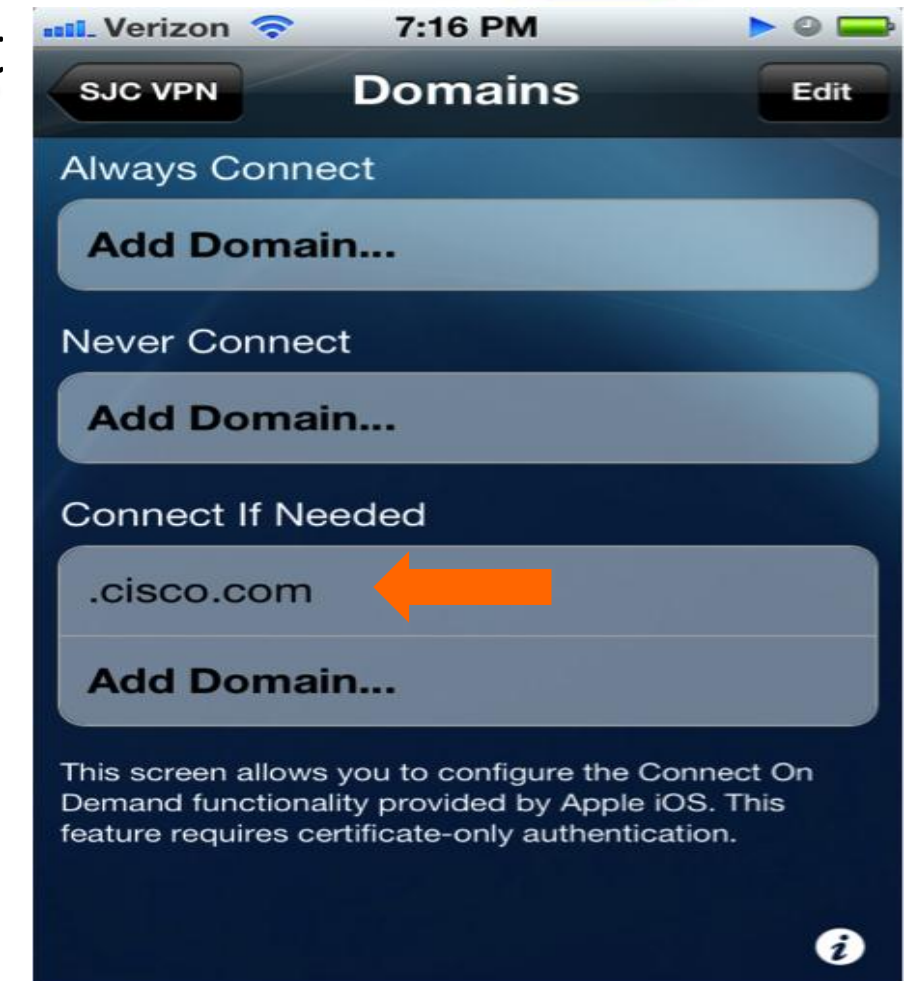 Verizon 7:16 PM
SJC VPN Domains Edit
Always Connect
Add Domain...
Never Connect
Add Domain...
Connect If Needed
.cisco.com
Add Domain...
This screen allows you to configure the Connect On
Demand functionality provided by Apple iOS. This
feature requires certificate-only authentication.
i